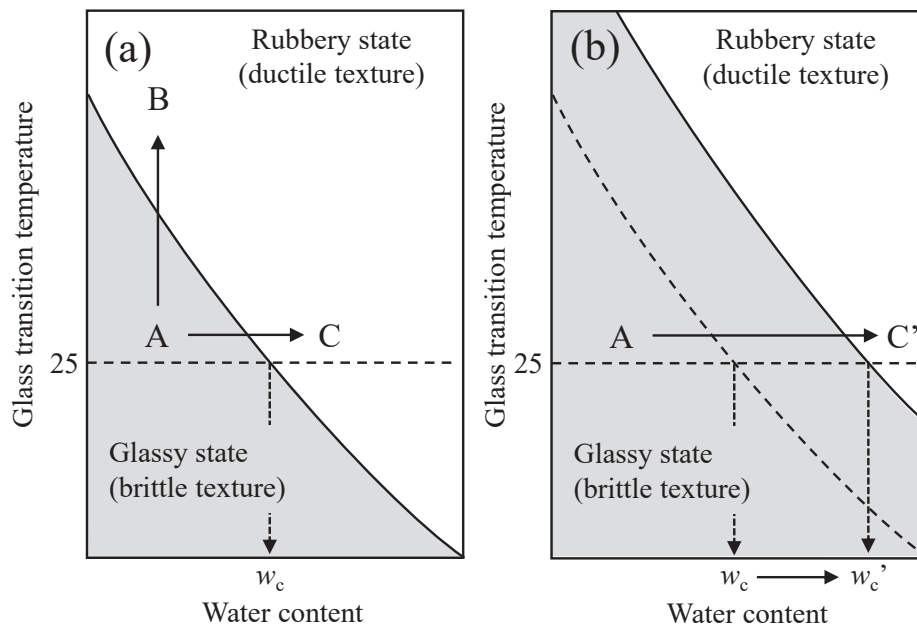 (a)
Rubbery state
(ductile texture)
B
A
C
25
Glassy state
(brittle texture)
w_c
Water content
Glass transition temperature
(b)
Rubbery state
(ductile texture)
A
C’
25
Glassy state
(brittle texture)
w_c
w_c’
Water content
Glass transition temperature